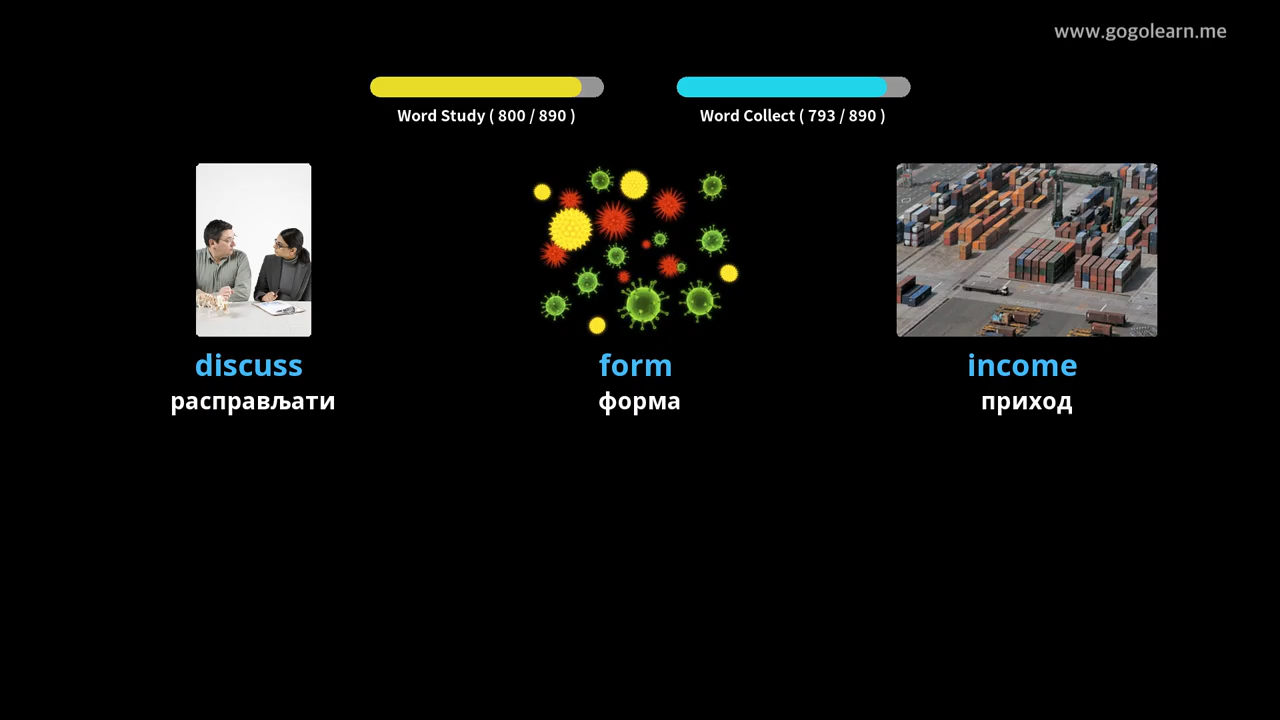 www.gogolearn.me
Word Study ( 800 / 890 )
Word Collect ( 793 / 890 )
discuss
расправљати
form
форма
income
приход